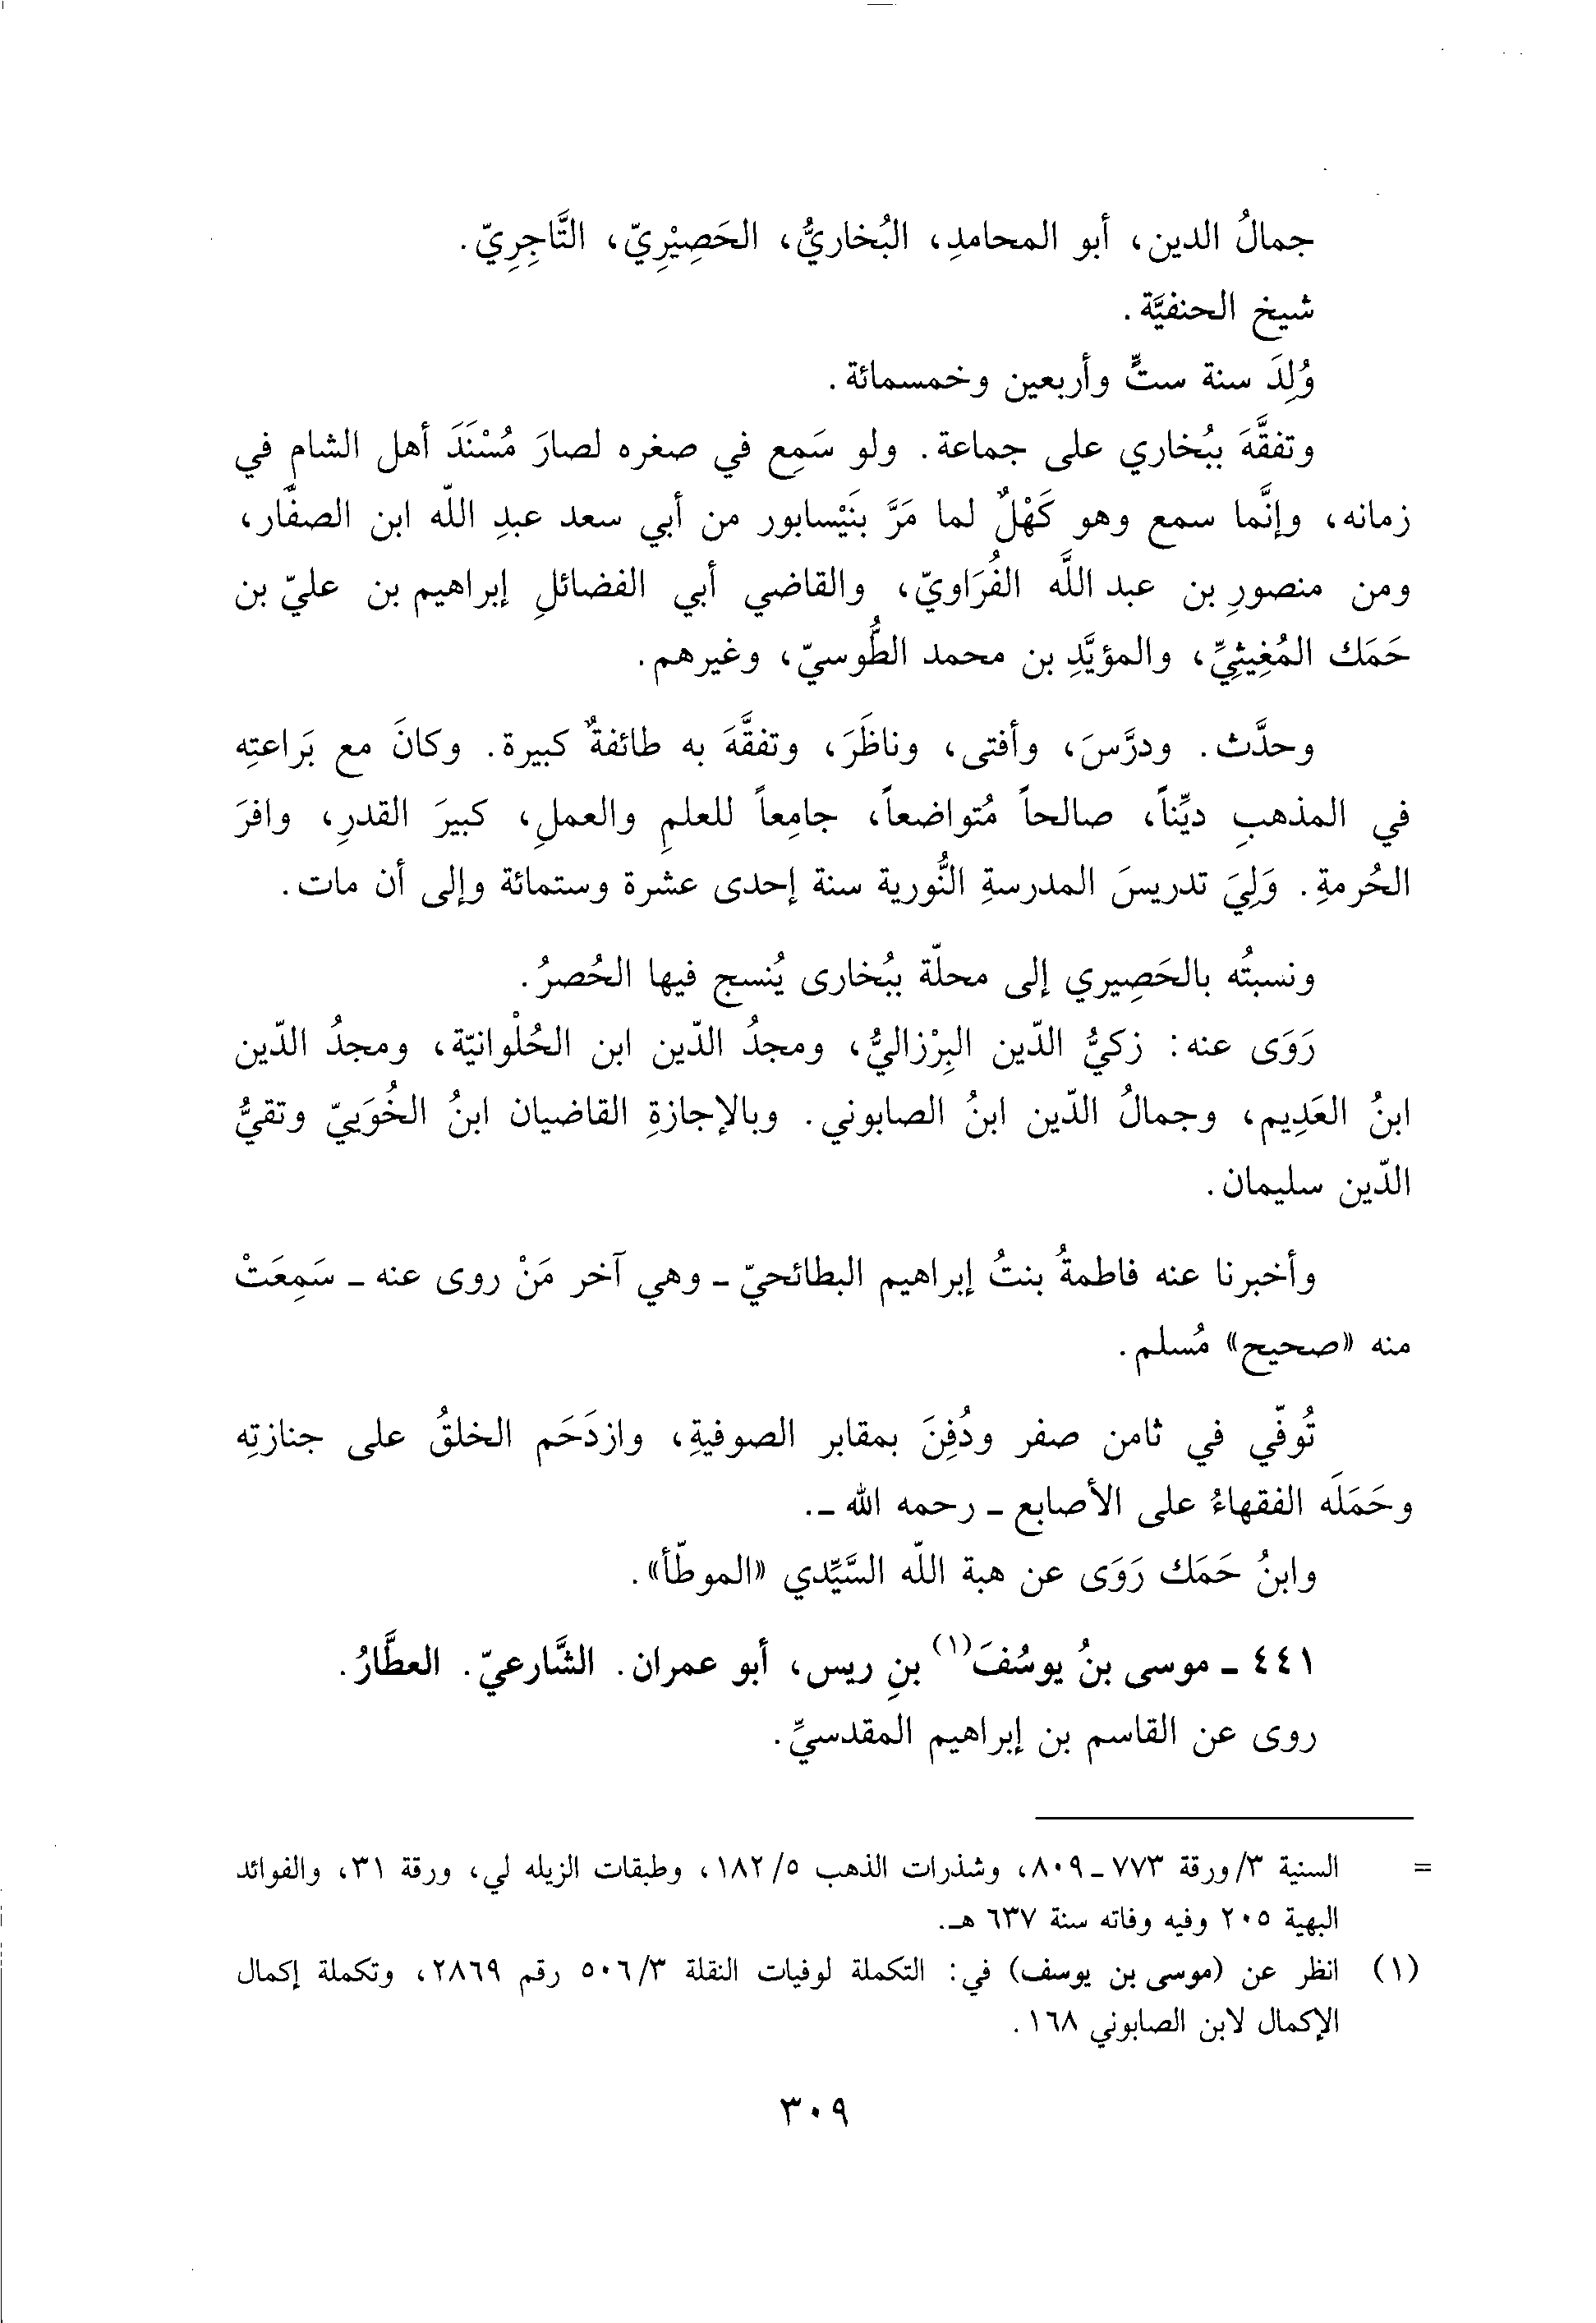 جمالُ الدين، أبو المحامدِ، البُخاريُّ، الحَصِيْرِيّ، التَّاجِرِيّ.
شيخ الحنفيَّة.
وُلِدَ سنة ستٍّ وأربعين وخمسمائة.
وتفقَّهَ ببُخاري على جماعة. ولو سَمِع في صغره لصارَ مُسْنَدَ أهل الشام في
زمانه، وإنَّما سمع وهو كَهْلٌ لما مَرَّ بنَيْسابور من أبي سعد عبدِ اللّه ابن الصفّار،
ومن منصورِ بن عبد اللَّه الفُرَاويّ، والقاضي أبي الفضائلِ إبراهيم بن عليّ بن
حَمَك المُغِيثِيِّ، والمؤيَّدِ بن محمد الطُّوسيّ، وغيرهم.
وحدَّث. ودرَّسَ، وأفتى، وناظَرَ، وتفقَّهَ به طائفةٌ كبيرة. وكانَ مع بَراعتِه
في المذهبِ ديِّناً، صالحاً مُتواضعاً، جامِعاً للعلمِ والعملِ، كبيرَ القدرِ، وافرَ
الحُرمةِ. وَلِيَ تدريسَ المدرسةِ النُّورية سنة إحدى عشرة وستمائة وإلى أن مات.
ونسبتُه بالحَصِيري إلى محلّة ببُخارى يُنسج فيها الحُصرُ.
رَوَى عنه: زكيُّ الدّين البِرْزاليُّ، ومجدُ الدّين ابن الحُلْوانيّة، ومجدُ الدّين
ابنُ العَدِيم، وجمالُ الدّين ابنُ الصابوني. وبالإجازةِ القاضيان ابنُ الخُوَييّ وتقيُّ
الدّين سليمان.
وأخبرنا عنه فاطمةُ بنتُ إبراهيم البطائحيّ ـ وهي آخر مَنْ روى عنه ـ سَمِعَتْ
منه «صحيح» مُسلم.
تُوفّي في ثامن صفر ودُفِنَ بمقابر الصوفيةِ، وازدَحَم الخلقُ على جنازتِه
وحَمَلَه الفقهاءُ على الأصابع ـ رحمه الله ـ.
وابنُ حَمَك رَوَى عن هبة اللّه السَّيِّدي «الموطّأ».
٤٤١ ـ موسى بنُ يوسُفَ(١) بنِ ريس، أبو عمران. الشَّارعيّ. العطَّارُ.
روى عن القاسم بن إبراهيم المقدسيِّ.
= السنية ٣/ورقة ٧٧٣ ـ ٨٠٩، وشذرات الذهب ١٨٢/٥، وطبقات الزيله لي، ورقة ٣١، والفوائد
البهية ٢٠٥ وفيه وفاته سنة ٦٣٧ هـ.
(١) انظر عن (موسى بن يوسف) في: التكملة لوفيات النقلة ٥٠٦/٣ رقم ٢٨٦٩، وتكملة إكمال
الإكمال لابن الصابوني ١٦٨.
٣٠٩